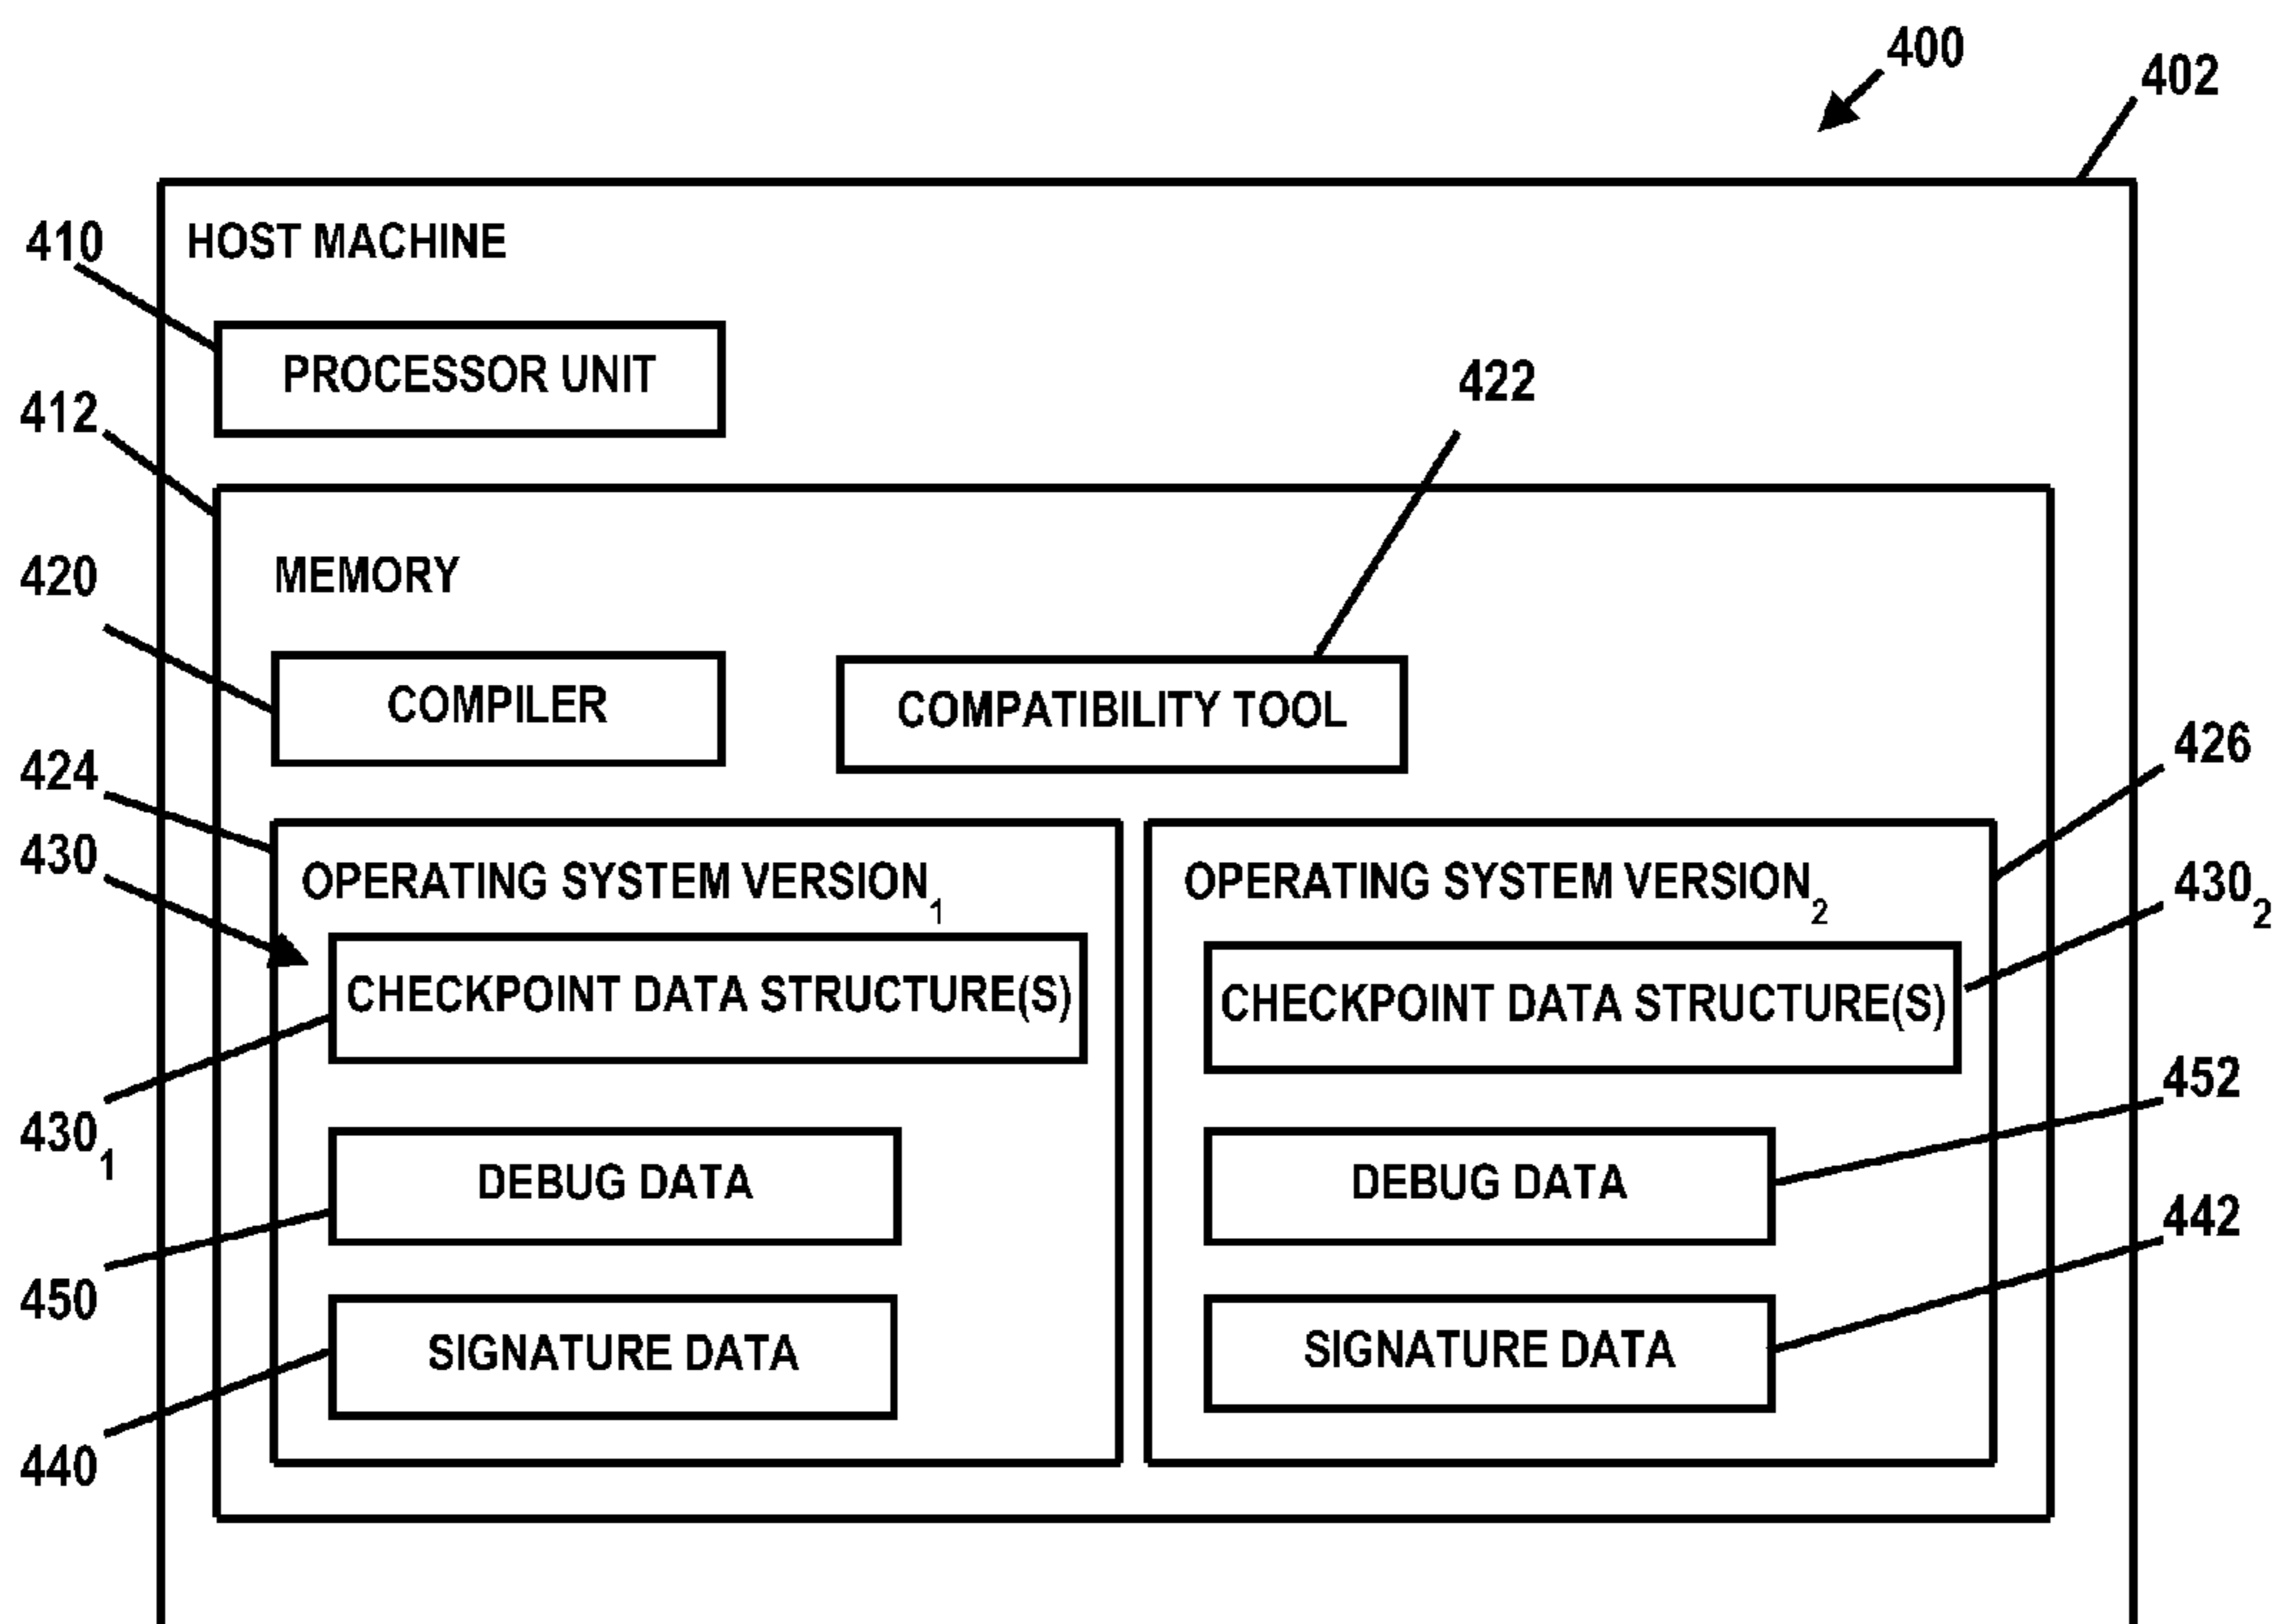 400
402
HOST MACHINE
410
PROCESSOR UNIT
412
422
MEMORY
420
COMPILER
COMPATIBILITY TOOL
424
426
430
OPERATING SYSTEM VERSION₁
OPERATING SYSTEM VERSION₂
430₂
CHECKPOINT DATA STRUCTURE(S)
CHECKPOINT DATA STRUCTURE(S)
452
430₁
DEBUG DATA
DEBUG DATA
442
450
SIGNATURE DATA
SIGNATURE DATA
440